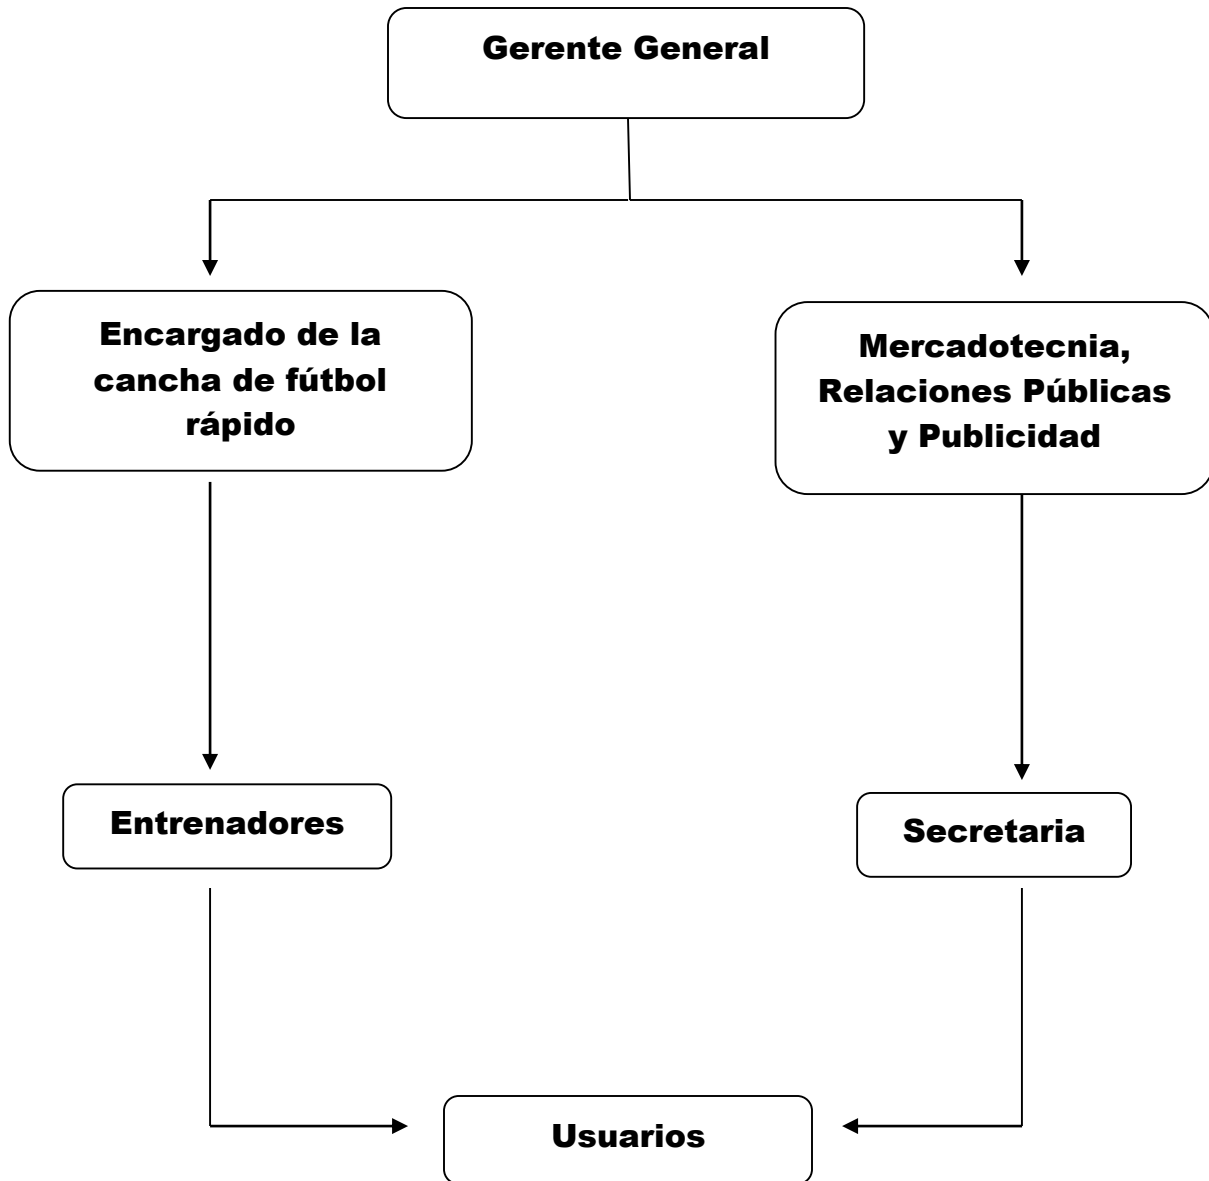 Gerente General
Encargado de la
cancha de fútbol
rápido
Mercadotecnia,
Relaciones Públicas
y Publicidad
Entrenadores
Secretaria
Usuarios